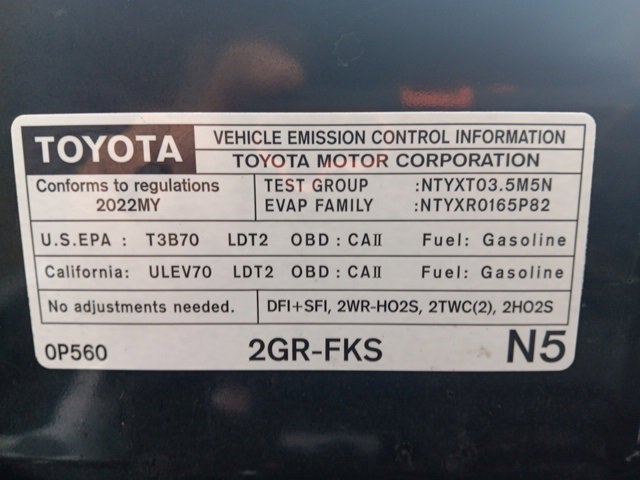 TOYOTA VEHICLE EMISSION CONTROL INFORMATION
TOYOTA MOTOR CORPORATION
Conforms to regulations
2022MY
TEST GROUP :NTYXT03.5M5N
EVAP FAMILY :NTYXR0165P82
U.S.EPA : T3B70 LDT2 OBD : CAII Fuel: Gasoline
California: ULEV70 LDT2 OBD : CAII Fuel: Gasoline
No adjustments needed. DFI+SFI, 2WR-HO2S, 2TWC(2), 2HO2S
0P560 2GR-FKS N5